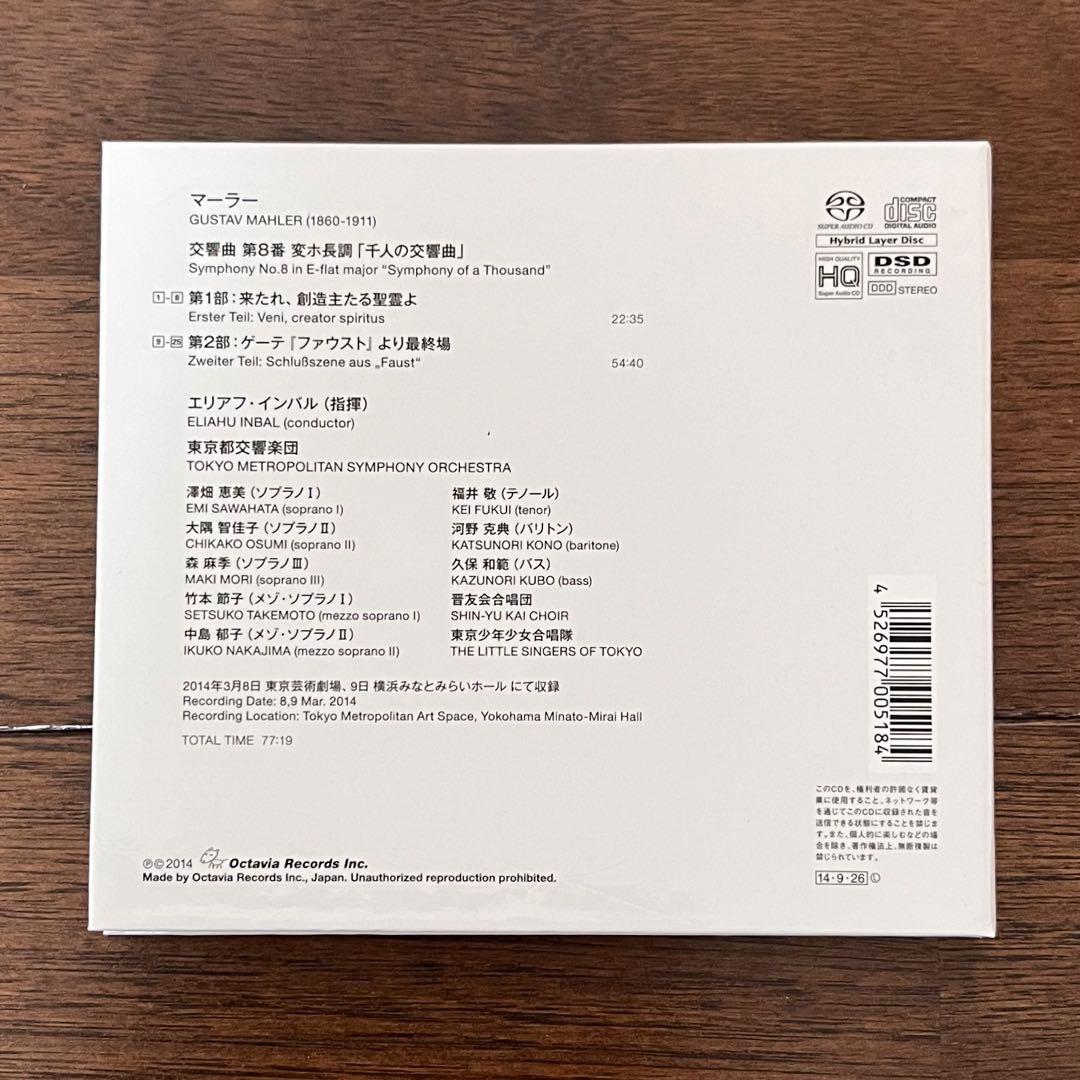 マーラー
GUSTAV MAHLER (1860-1911)
交響曲 第8番 変ホ長調「千人の交響曲」
Symphony No.8 in E-flat major "Symphony of a Thousand"
1-8 第1部:来たれ、創造主たる聖霊よ
Erster Teil: Veni, creator spiritus 22:35
9-25 第2部:ゲーテ『ファウスト』より最終場
Zweiter Teil: Schlußszene aus „Faust“ 54:40
エリアフ・インバル(指揮)
ELIAHU INBAL (conductor)
東京都交響楽団
TOKYO METROPOLITAN SYMPHONY ORCHESTRA
澤畑 恵美(ソプラノⅠ)
EMI SAWAHATA (soprano I)
大隅 智佳子(ソプラノⅡ)
CHIKAKO OSUMI (soprano II)
森 麻季(ソプラノⅢ)
MAKI MORI (soprano III)
竹本 節子(メゾ・ソプラノⅠ)
SETSUKO TAKEMOTO (mezzo soprano I)
中島 郁子(メゾ・ソプラノⅡ)
IKUKO NAKAJIMA (mezzo soprano II)
福井 敬(テノール)
KEI FUKUI (tenor)
河野 克典(バリトン)
KATSUNORI KONO (baritone)
久保 和範(バス)
KAZUNORI KUBO (bass)
晋友会合唱団
SHIN-YU KAI CHOIR
東京少年少女合唱隊
THE LITTLE SINGERS OF TOKYO
2014年3月8日 東京芸術劇場、9日 横浜みなとみらいホール にて収録
Recording Date: 8,9 Mar. 2014
Recording Location: Tokyo Metropolitan Art Space, Yokohama Minato-Mirai Hall
TOTAL TIME 77:19
℗©2014 Octavia Records Inc.
Made by Octavia Records Inc., Japan. Unauthorized reproduction prohibited.
SUPER AUDIO CD
COMPACT
disc
DIGITAL AUDIO
Hybrid Layer Disc
HIGH QUALITY
HQ
Super Audio CD
DSD
RECORDING
DDD STEREO
4 526977 005184
このCDを、権利者の許諾なく賃貸
業に使用すること、ネットワーク等
を通じてこのCDに収録された音を
送信できる状態にすることを禁じま
す。また、個人的に楽しむなどの場
合を除き、著作権法上、無断複製は
禁じられています。
14・9・26 Ⓛ